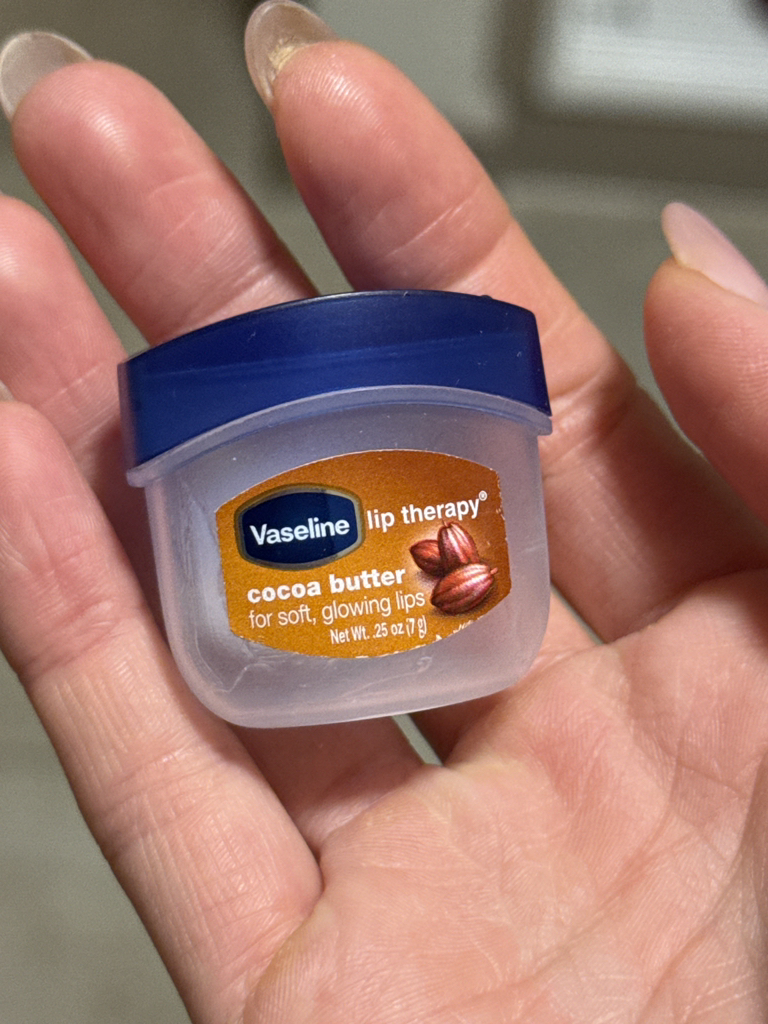 Vaseline lip therapy®
cocoa butter
for soft, glowing lips
Net Wt. .25 oz (7 g)